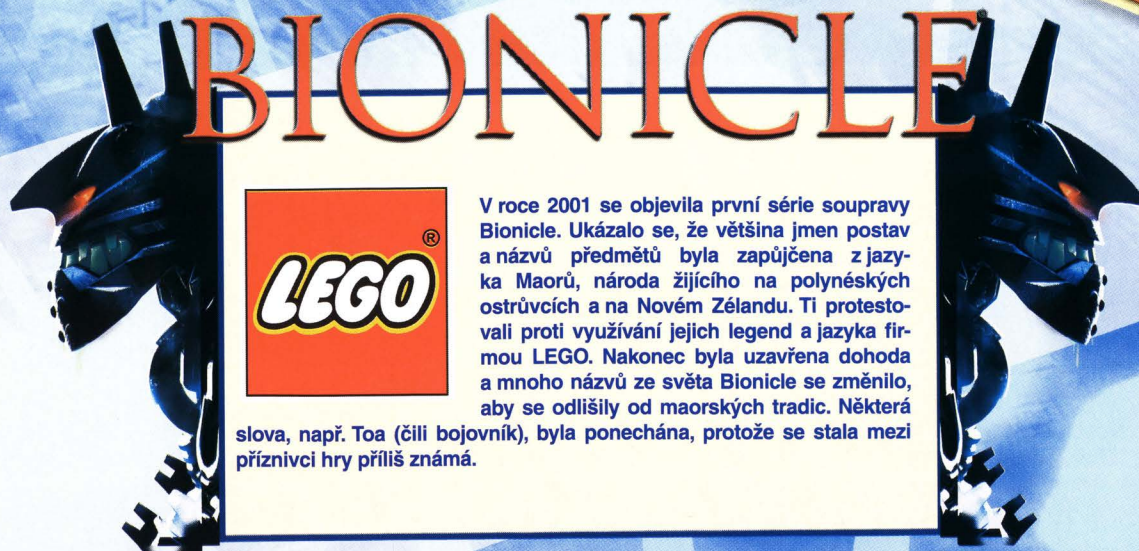 BIONICLE
LEGO ®
V roce 2001 se objevila první série soupravy
Bionicle. Ukázalo se, že většina jmen postav
a názvů předmětů byla zapůjčena z jazy-
ka Maorů, národa žijícího na polynéských
ostrůvcích a na Novém Zélandu. Ti protesto-
vali proti využívání jejich legend a jazyka fir-
mou LEGO. Nakonec byla uzavřena dohoda
a mnoho názvů ze světa Bionicle se změnilo,
aby se odlišily od maorských tradic. Některá
slova, např. Toa (čili bojovník), byla ponechána, protože se stala mezi
příznivci hry příliš známá.